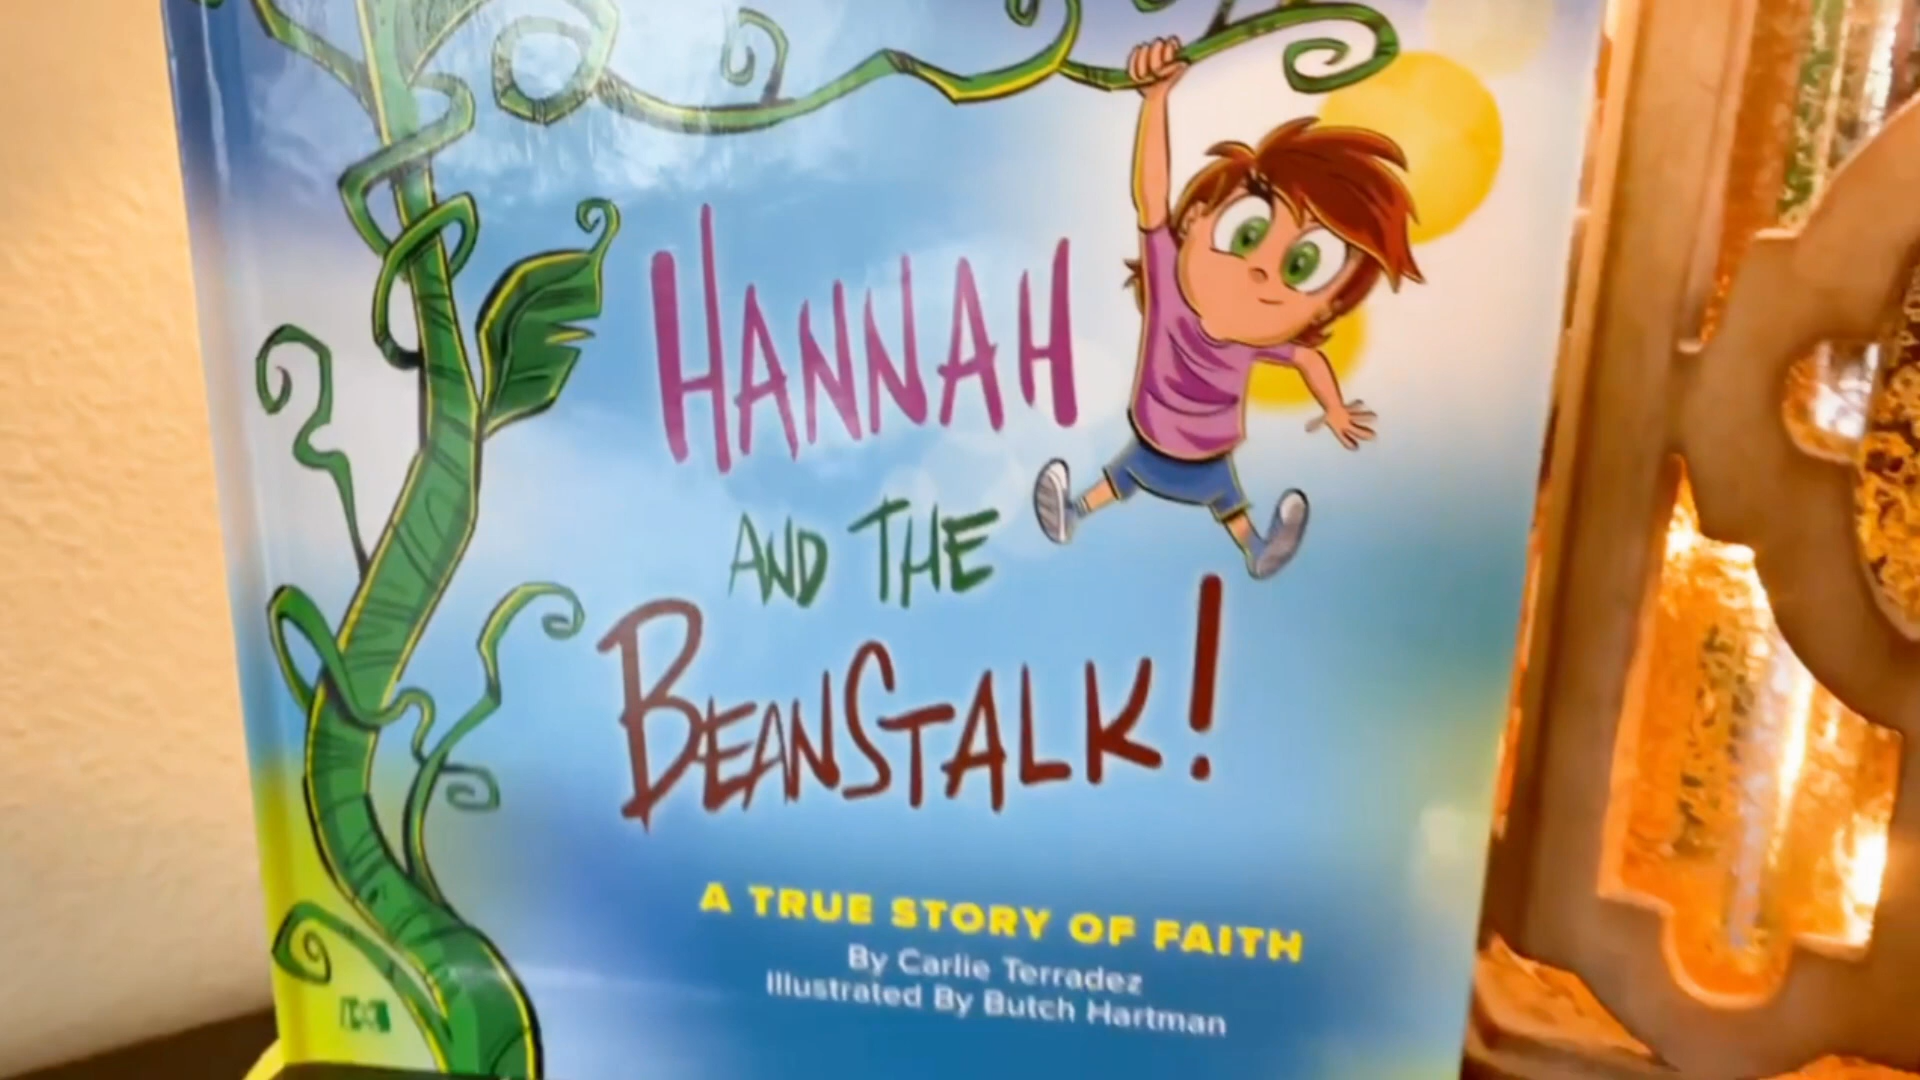 HANNAH
AND THE
BEANSTALK!
A TRUE STORY OF FAITH
By Carlie Terradez
Illustrated By Butch Hartman